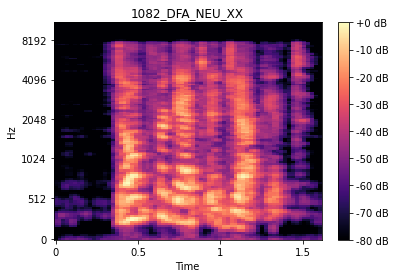 1082_DFA_NEU_XX
8192
4096
2048
1024
512
0
Hz
0
0.5
1
1.5
Time
+0 dB
-10 dB
-20 dB
-30 dB
-40 dB
-50 dB
-60 dB
-70 dB
-80 dB